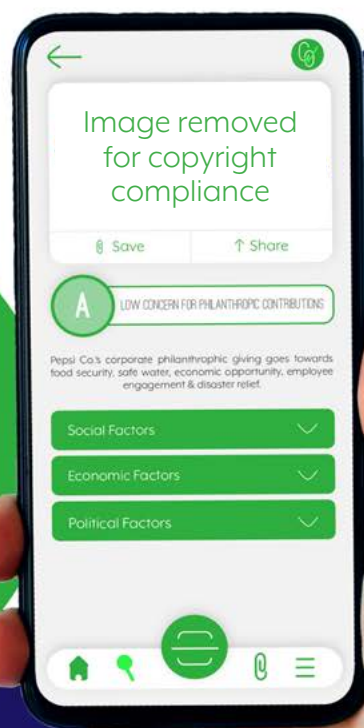 Image removed
for copyright
compliance
Save
↑ Share
A
LOW CONCERN FOR PHILANTHROPIC CONTRIBUTIONS
Pepsi Co.'s corporate philanthrophic giving goes towards
food security, safe water, economic opportunity, employee
engagement & disaster relief.
Social Factors
Economic Factors
Political Factors